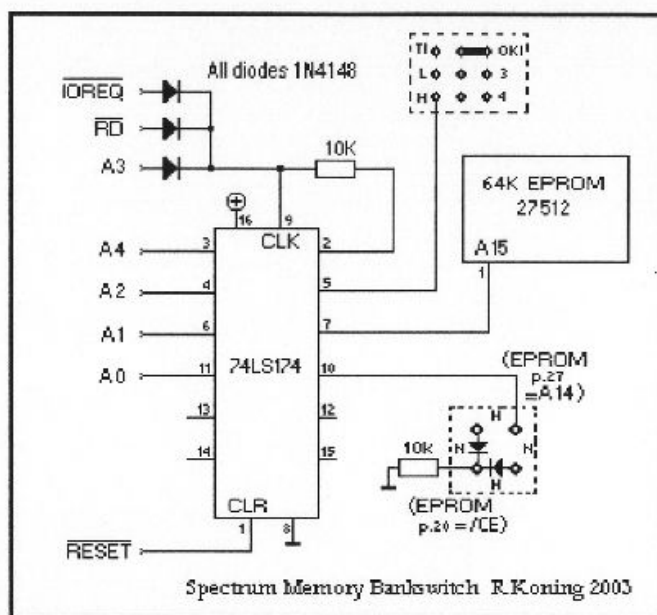 TI OKI
All diodes 1N4148
L 3
IOREQ
H 4
RD
10K
A3
64K EPROM
27512
16 9
CLK
A4 3 2
A15
1
A2 4 5
A1 6 7
A0 11 74LS174 10
(EPROM
p.27
=A14)
13 12
H
N N
14 15
10k
H
CLR
(EPROM
p.20 = /CE)
1 8
RESET
Spectrum Memory Bankswitch R.Koning 2003